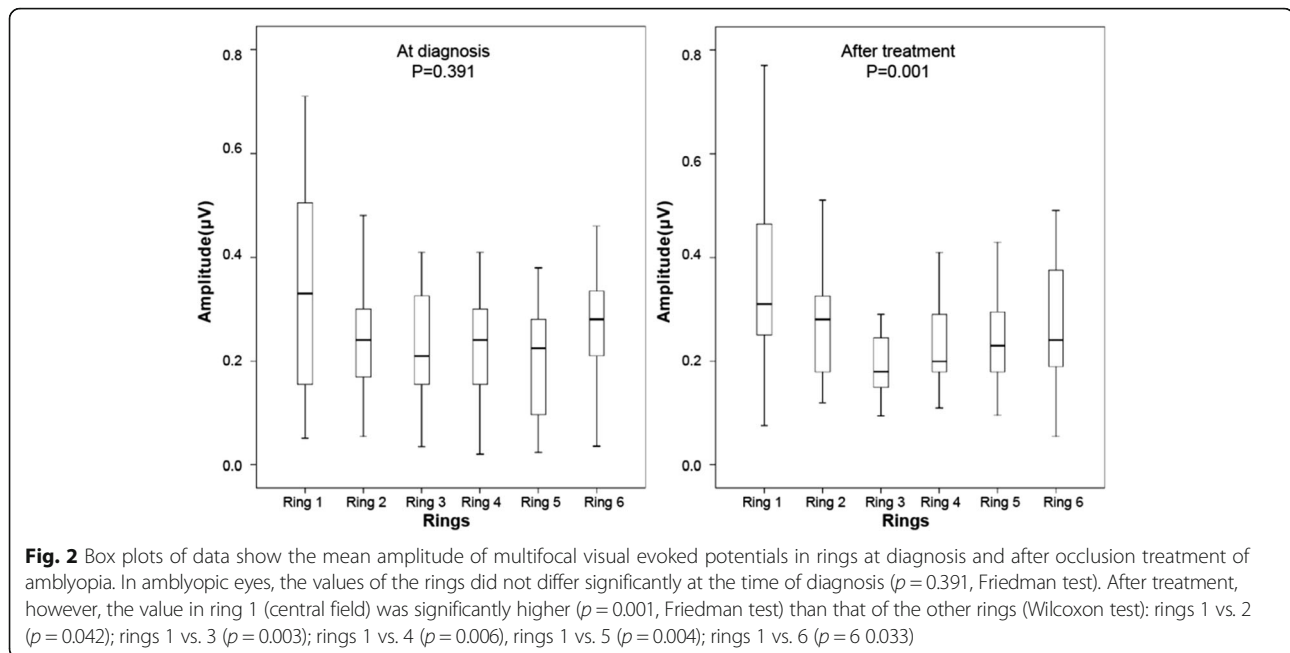 At diagnosis
P=0.391
Amplitude(µV)
0.8
0.6
0.4
0.2
0.0
Ring 1 Ring 2 Ring 3 Ring 4 Ring 5 Ring 6
Rings
After treatment
P=0.001
Amplitude(µV)
0.8
0.6
0.4
0.2
0.0
Ring 1 Ring 2 Ring 3 Ring 4 Ring 5 Ring 6
Rings
Fig. 2 Box plots of data show the mean amplitude of multifocal visual evoked potentials in rings at diagnosis and after occlusion treatment of
amblyopia. In amblyopic eyes, the values of the rings did not differ significantly at the time of diagnosis (p = 0.391, Friedman test). After treatment,
however, the value in ring 1 (central field) was significantly higher (p = 0.001, Friedman test) than that of the other rings (Wilcoxon test): rings 1 vs. 2
(p = 0.042); rings 1 vs. 3 (p = 0.003); rings 1 vs. 4 (p = 0.006), rings 1 vs. 5 (p = 0.004); rings 1 vs. 6 (p = 6 0.033)